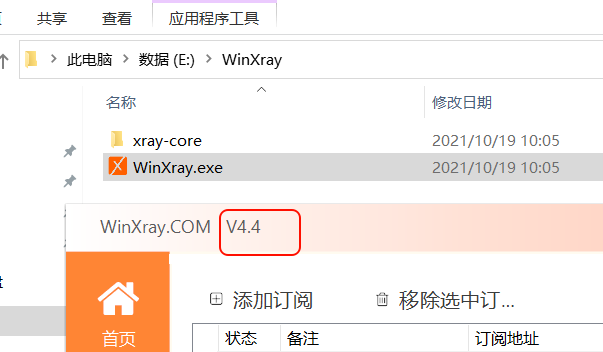 共享 查看 应用程序工具
此电脑 > 数据 (E:) > WinXray
名称 修改日期
xray-core 2021/10/19 10:05
WinXray.exe 2021/10/19 10:05
WinXray.COM V4.4
添加订阅 移除选中订...
首页 状态 备注 订阅地址